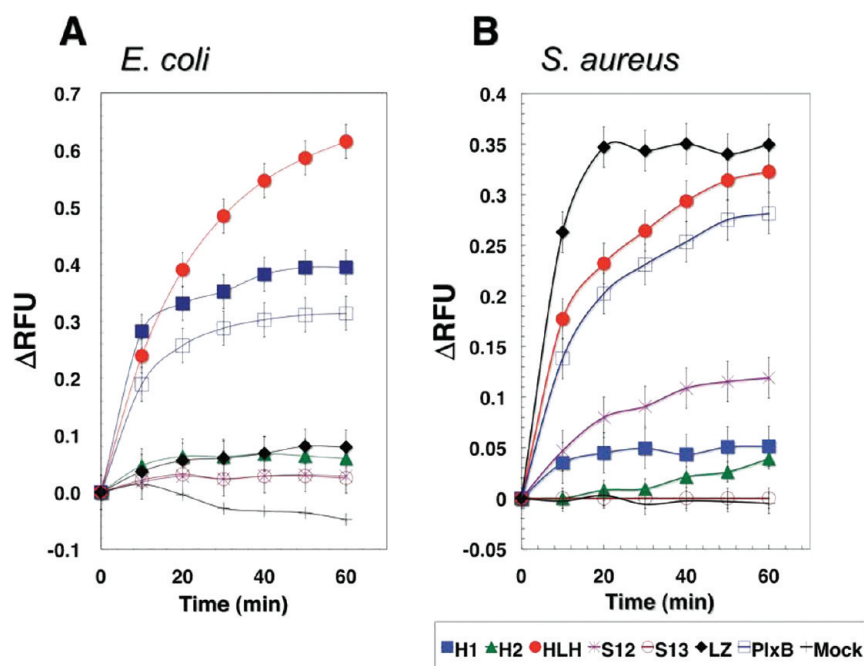 A
E. coli
0.7
0.6
0.5
0.4
0.3
0.2
0.1
0.0
-0.1
ΔRFU
0 20 40 60
Time (min)
B
S. aureus
0.4
0.35
0.3
0.25
0.2
0.15
0.1
0.05
0
-0.05
ΔRFU
0 20 40 60
Time (min)
H1 H2 HLH S12 S13 LZ PlxB Mock